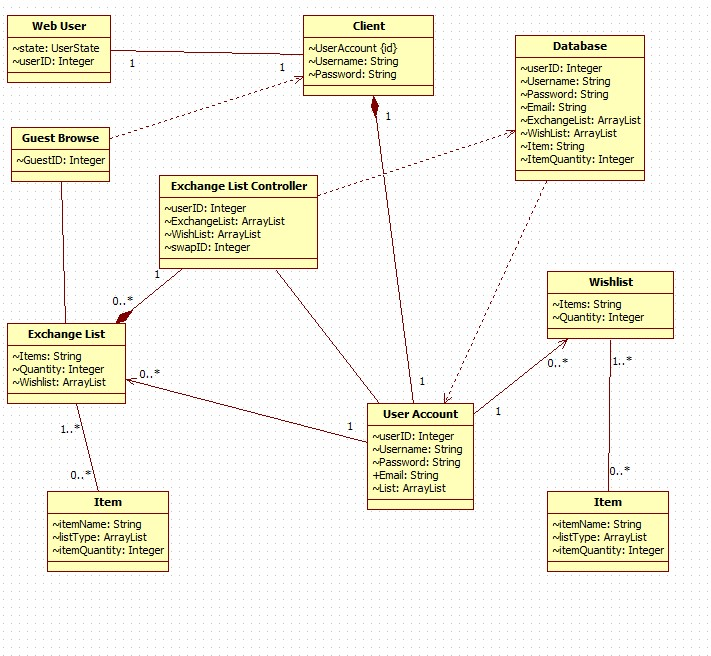 Web User
~state: UserState
~userID: Integer
1
1
Client
~UserAccount {id}
~Username: String
~Password: String
1
Database
~userID: Integer
~Username: String
~Password: String
~Email: String
~ExchangeList: ArrayList
~WishList: ArrayList
~Item: String
~ItemQuantity: Integer
Guest Browse
~GuestID: Integer
Exchange List Controller
~userID: Integer
~ExchangeList: ArrayList
~WishList: ArrayList
~swapID: Integer
1
0..*
Exchange List
~Items: String
~Quantity: Integer
~Wishlist: ArrayList
0..*
1
1
User Account
~userID: Integer
~Username: String
~Password: String
+Email: String
~List: ArrayList
1
0..*
Wishlist
~Items: String
~Quantity: Integer
1..*
0..*
1..*
0..*
Item
~itemName: String
~listType: ArrayList
~itemQuantity: Integer
Item
~itemName: String
~listType: ArrayList
~itemQuantity: Integer